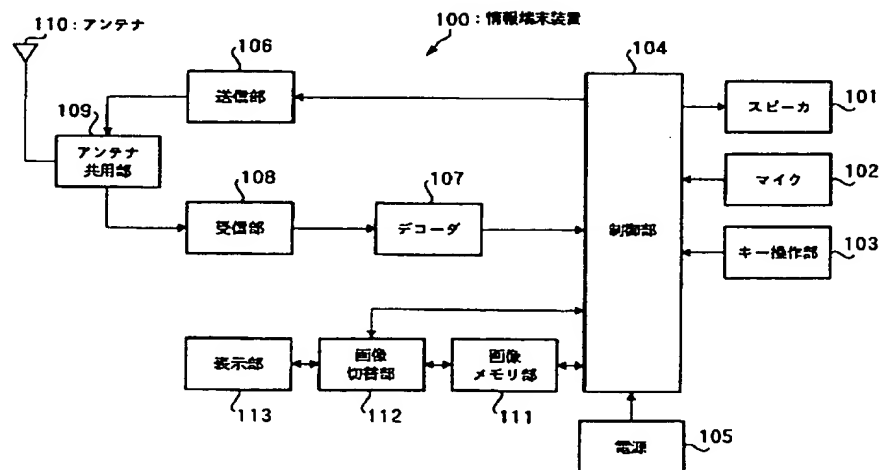 110:アンテナ
100:情報端末装置
106
104
送信部
スピーカ
101
109
アンテナ
共用部
マイク
102
108
107
受信部
デコーダ
制御部
キー操作部
103
表示部
画像
切替部
画像
メモリ部
113
112
111
電源
105